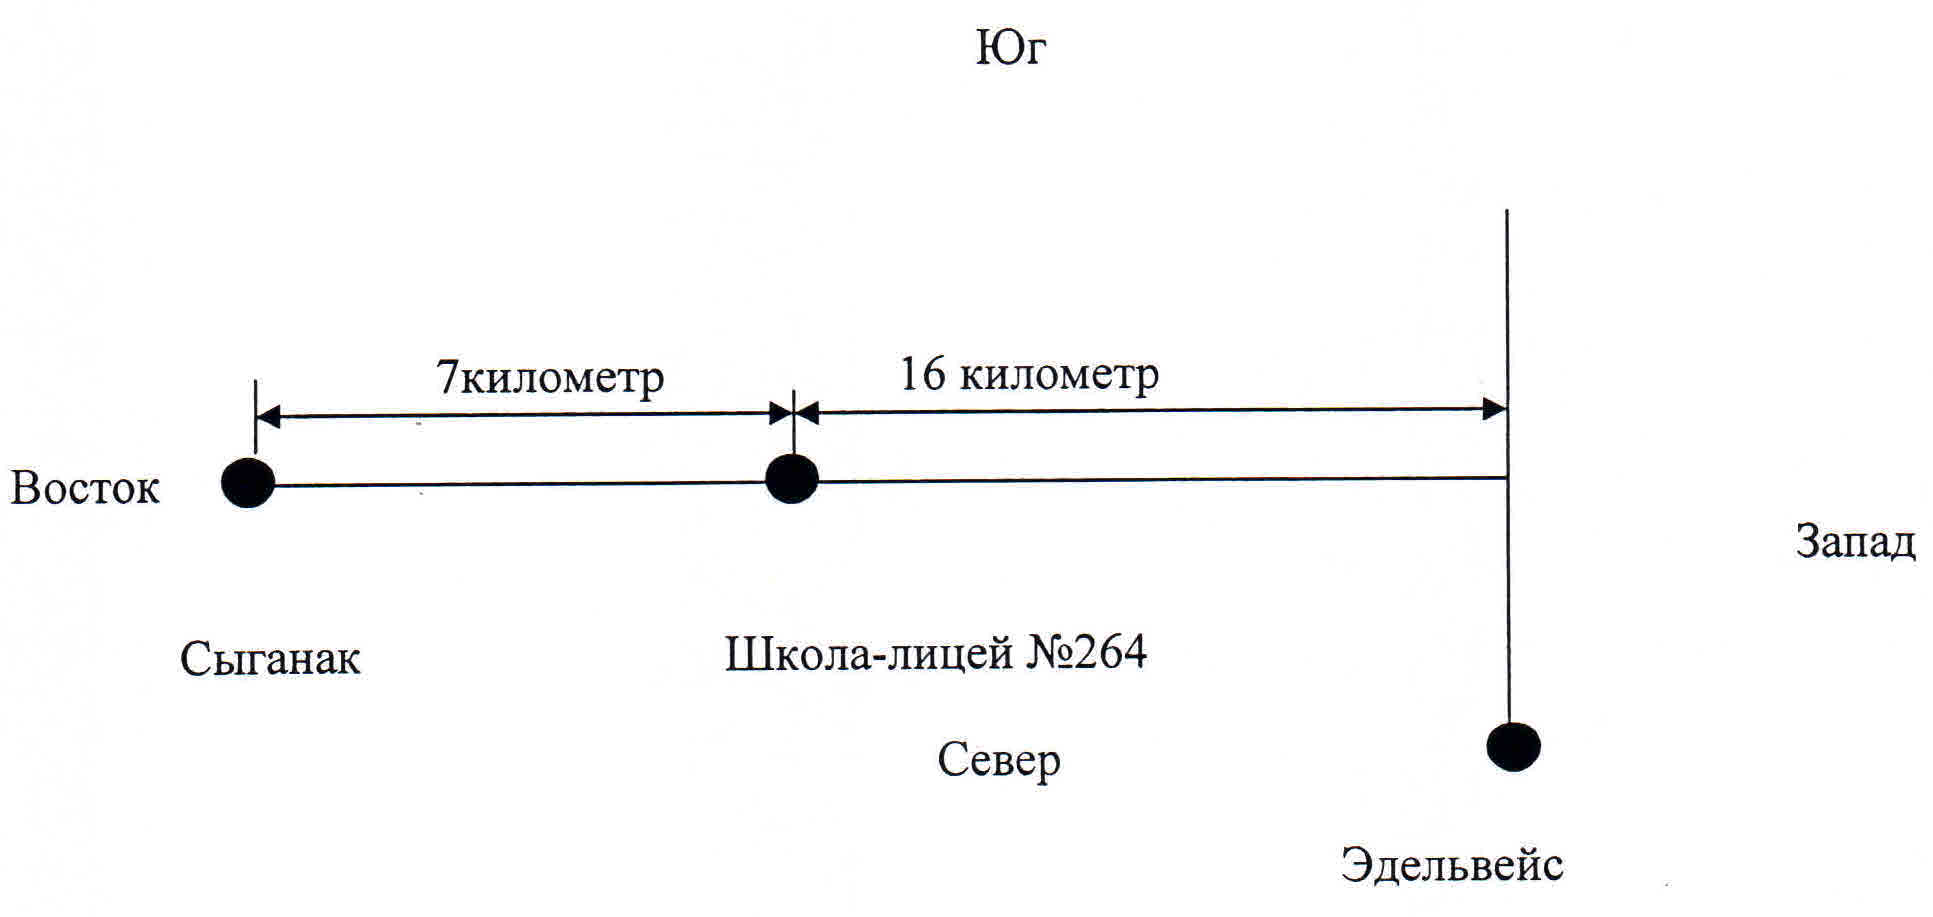 Юг
7километр
16 километр
Восток
Запад
Сыганак
Школа-лицей №264
Север
Эдельвейс